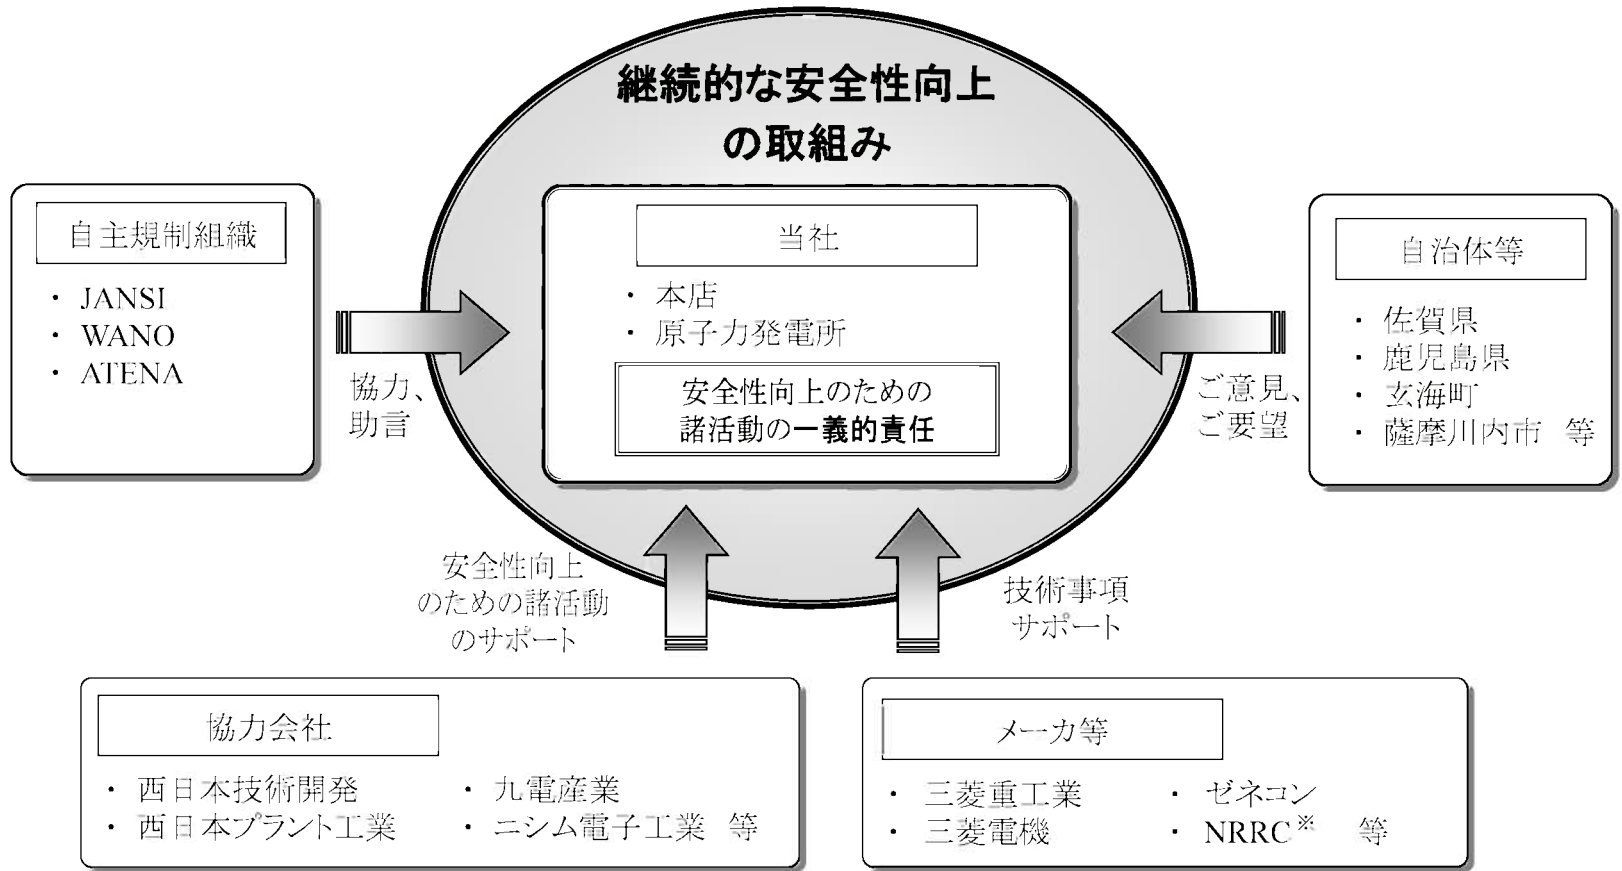 継続的な安全性向上
の取組み
自主規制組織
・ JANSI
・ WANO
・ ATENA
協力、
助言
当社
・ 本店
・ 原子力発電所
安全性向上のための
諸活動の一義的責任
自治体等
・ 佐賀県
・ 鹿児島県
・ 玄海町
・ 薩摩川内市 等
ご意見、
ご要望
安全性向上
のための諸活動
のサポート
技術事項
サポート
協力会社
・ 西日本技術開発 ・ 九電産業
・ 西日本プラント工業 ・ ニシム電子工業 等
メーカ等
・ 三菱重工業 ・ ゼネコン
・ 三菱電機 ・ NRRC※ 等